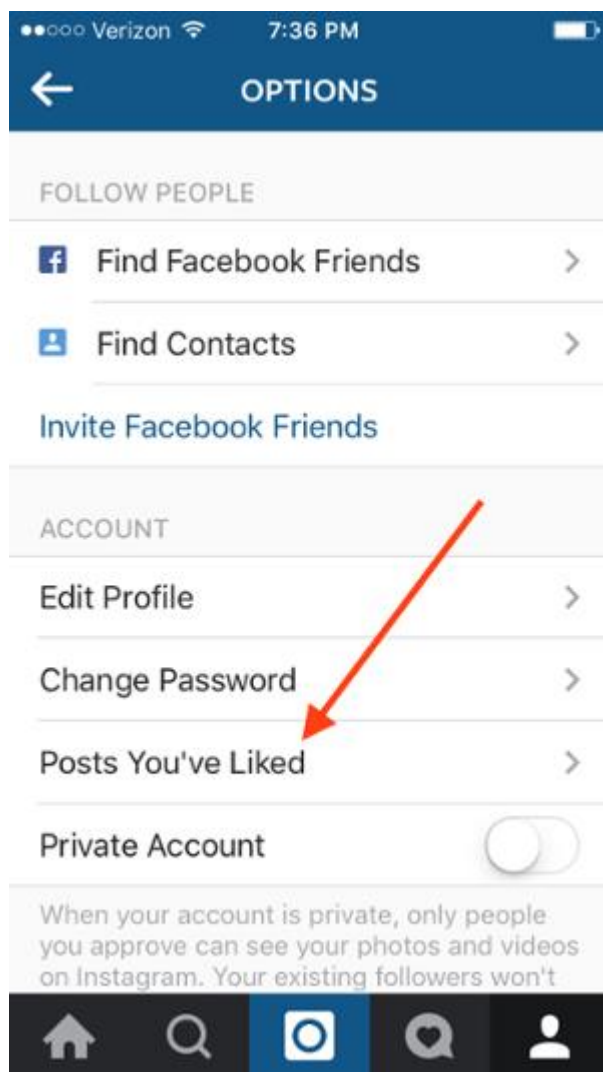 Verizon 7:36 PM
OPTIONS
FOLLOW PEOPLE
Find Facebook Friends
Find Contacts
Invite Facebook Friends
ACCOUNT
Edit Profile
Change Password
Posts You've Liked
Private Account
When your account is private, only people
you approve can see your photos and videos
on Instagram. Your existing followers won't